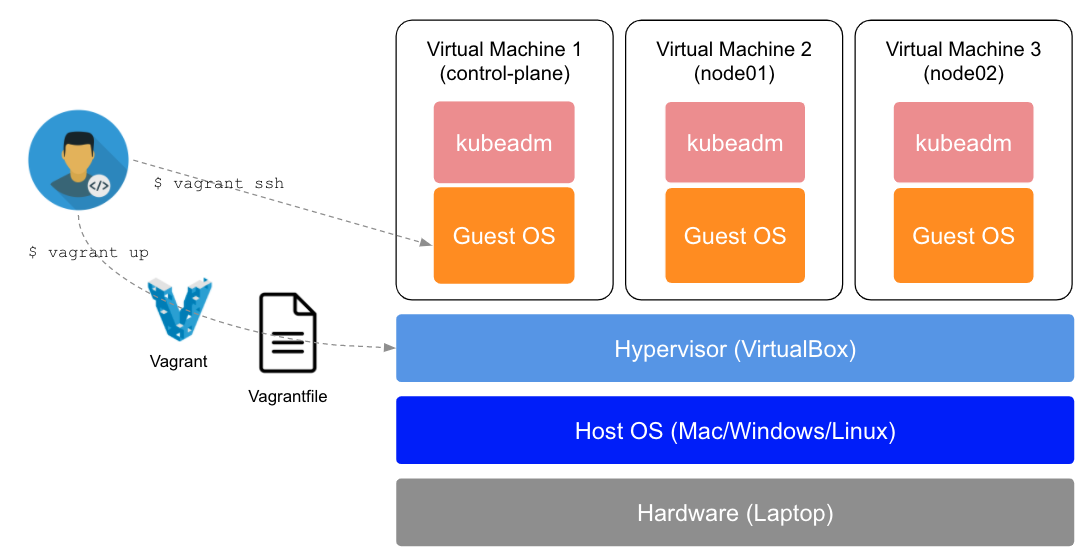 Virtual Machine 1
(control-plane)
kubeadm
Guest OS
Virtual Machine 2
(node01)
kubeadm
Guest OS
Virtual Machine 3
(node02)
kubeadm
Guest OS
</>
$ vagrant ssh
$ vagrant up
Vagrant
Vagrantfile
Hypervisor (VirtualBox)
Host OS (Mac/Windows/Linux)
Hardware (Laptop)